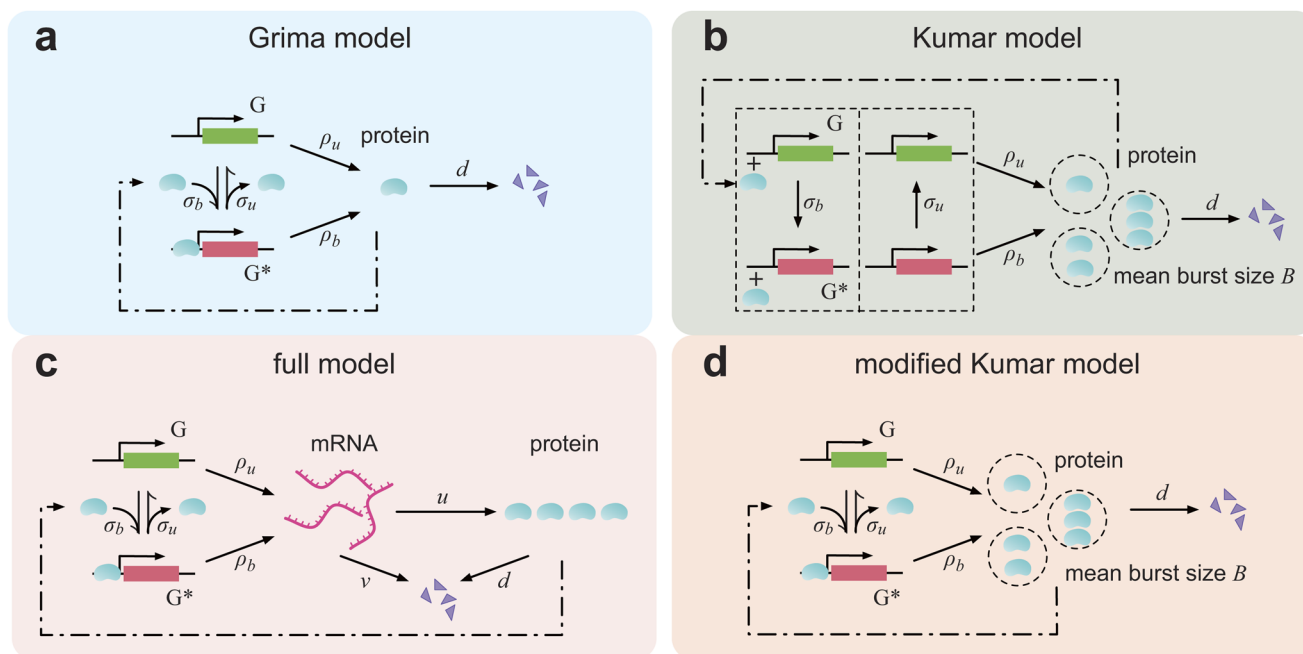 a
Grima model
G
ρu
protein
d
σb
σu
ρb
G*
b
Kumar model
G
+
ρu
protein
σb
σu
d
ρb
+
G*
mean burst size B
c
full model
G
mRNA
protein
ρu
u
σb
σu
ρb
v
d
G*
d
modified Kumar model
G
ρu
protein
d
σb
σu
ρb
mean burst size B
G*